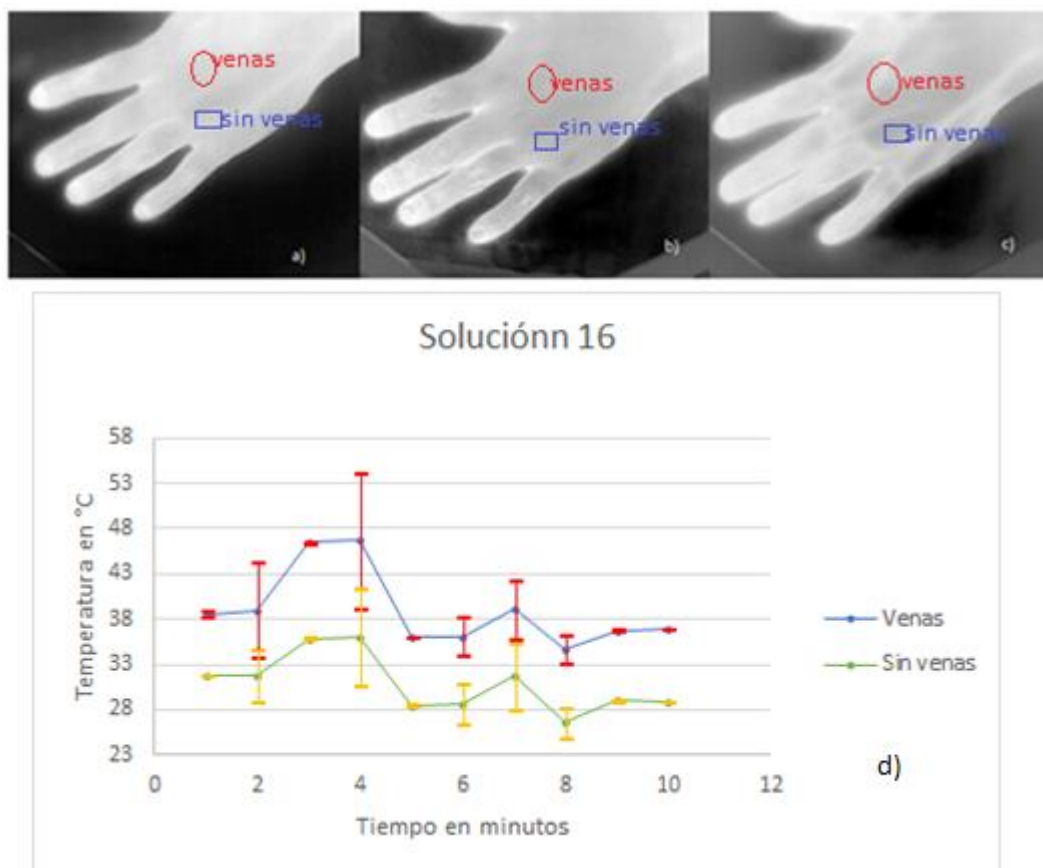 venas
sin venas
a)
venas
sin venas
b)
venas
sin venas
c)
Soluciónn 16
58
53
48
43
38
33
28
23
Temperatura en °C
0 2 4 6 8 10 12
Tiempo en minutos
Venas
Sin venas
d)